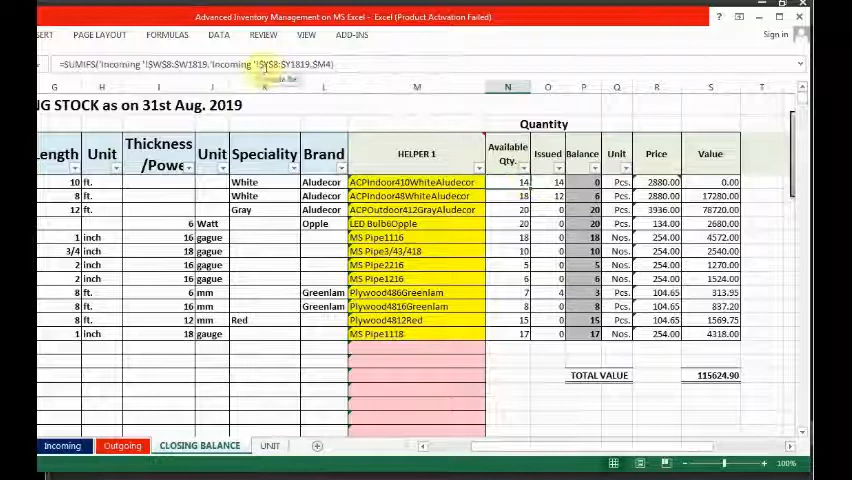 Advanced Inventory Management on MS Excel - Excel (Product Activation Failed)
SERT PAGE LAYOUT FORMULAS DATA REVIEW VIEW ADD-INS
=SUMIFS('Incoming '!$W$8:$W1819,'Incoming '!$Y$8:$Y1819,$M4)
G H I J K L M N O P Q R S
NG STOCK as on 31st Aug. 2019
Quantity
Length Unit Thickness /Powe Unit Speciality Brand HELPER 1 Available Qty. Issued Balance Unit Price Value
10 ft. White Aludecor ACPIndoor410WhiteAludecor 14 14 0 Pcs. 2880.00 0.00
8 ft. White Aludecor ACPIndoor48WhiteAludecor 18 12 6 Pcs. 2880.00 17280.00
12 ft. Gray Aludecor ACPOutdoor412GrayAludecor 20 0 20 Pcs. 3936.00 78720.00
6 Watt Opple LED Bulb6Opple 20 0 20 Pcs. 134.00 2680.00
1 inch 16 gague MS Pipe1116 18 0 18 Nos. 254.00 4572.00
3/4 inch 18 gague MS Pipe3/43/418 10 0 10 Nos. 254.00 2540.00
2 inch 16 gague MS Pipe2216 5 0 5 Nos. 254.00 1270.00
2 inch 16 gague MS Pipe1216 6 0 6 Nos. 254.00 1524.00
8 ft. 6 mm Greenlam Plywood486Greenlam 7 4 3 Pcs. 104.65 313.95
8 ft. 16 mm Greenlam Plywood4816Greenlam 8 0 8 Pcs. 104.65 837.20
8 ft. 12 mm Red Plywood4812Red 15 0 15 Pcs. 104.65 1569.75
1 inch 18 gauge MS Pipe1118 17 0 17 Nos. 254.00 4318.00
TOTAL VALUE 115624.90
Incoming Outgoing CLOSING BALANCE UNIT
100%